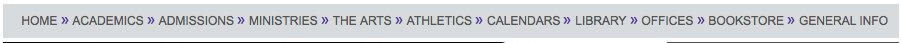 HOME » ACADEMICS » ADMISSIONS » MINISTRIES » THE ARTS » ATHLETICS » CALENDARS » LIBRARY » OFFICES » BOOKSTORE » GENERAL INFO